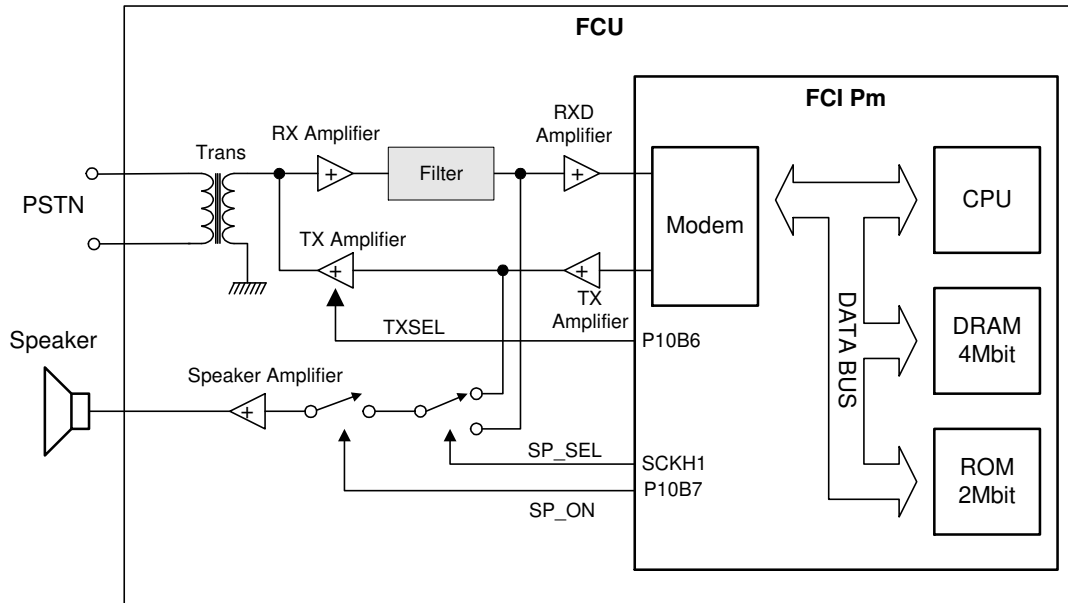 FCU
FCI Pm
RXD
Amplifier
RX Amplifier
Trans
Filter
CPU
PSTN
Modem
TX Amplifier
TX
Amplifier
DATA BUS
DRAM
4Mbit
TXSEL
P10B6
Speaker
Speaker Amplifier
SP_SEL
SCKH1
P10B7
SP_ON
ROM
2Mbit